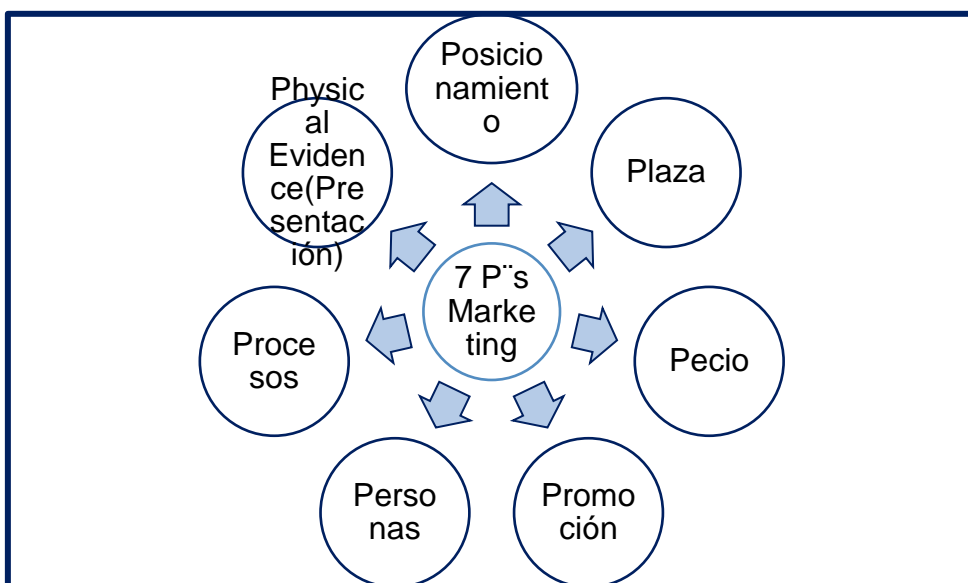 Posicio
namient
o
Plaza
Pecio
Promo
ción
Perso
nas
Proce
sos
Physic
al
Eviden
ce(Pre
sentac
ión)
7 P¨s
Marke
ting